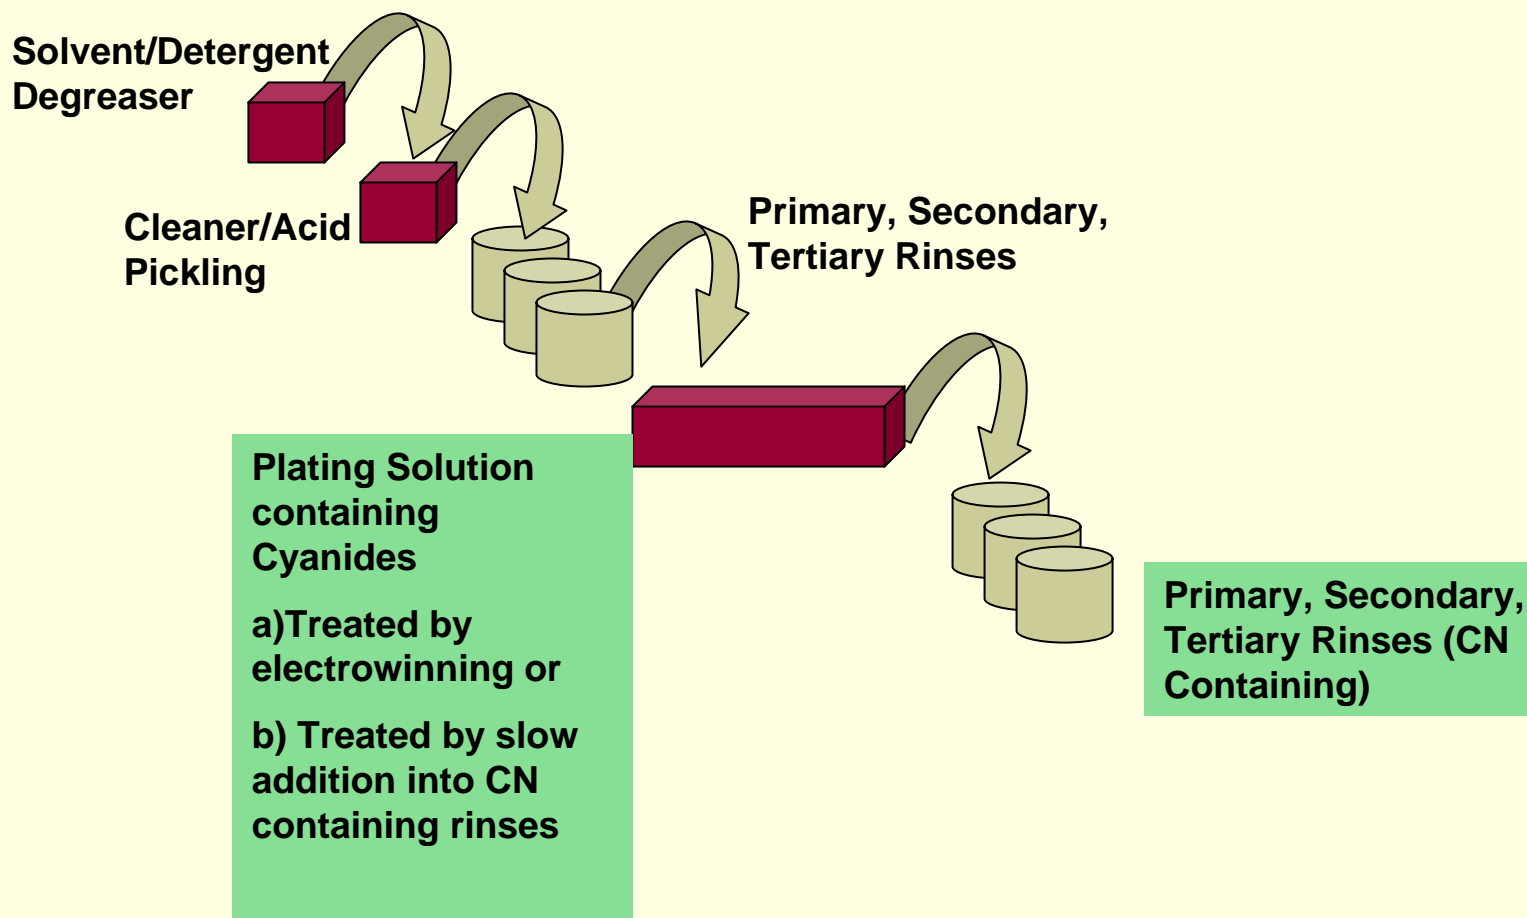 Solvent/Detergent
Degreaser
Cleaner/Acid
Pickling
Primary, Secondary,
Tertiary Rinses
Plating Solution
containing
Cyanides
a)Treated by
electrowinning or
b) Treated by slow
addition into CN
containing rinses
Primary, Secondary,
Tertiary Rinses (CN
Containing)